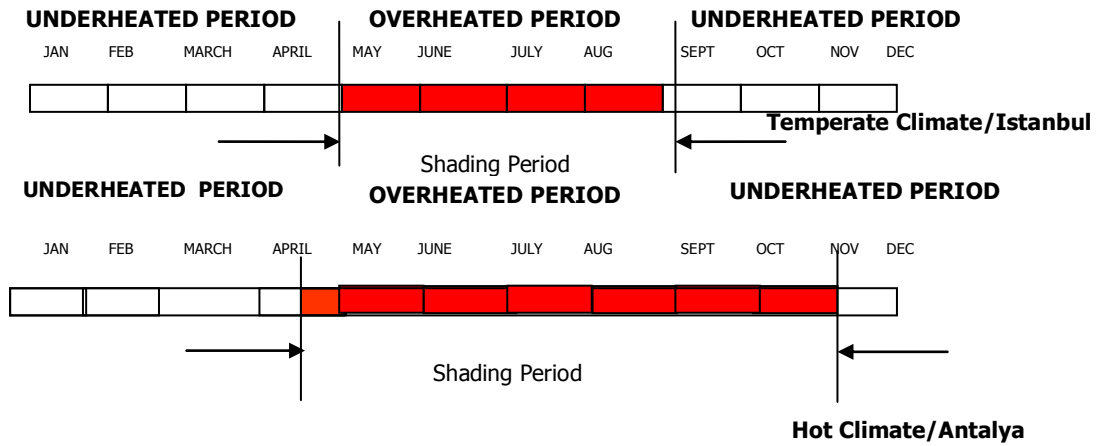 UNDERHEATED PERIOD OVERHEATED PERIOD UNDERHEATED PERIOD
JAN FEB MARCH APRIL MAY JUNE JULY AUG SEPT OCT NOV DEC
Temperate Climate/Istanbul
Shading Period
UNDERHEATED PERIOD OVERHEATED PERIOD UNDERHEATED PERIOD
JAN FEB MARCH APRIL MAY JUNE JULY AUG SEPT OCT NOV DEC
Shading Period
Hot Climate/Antalya